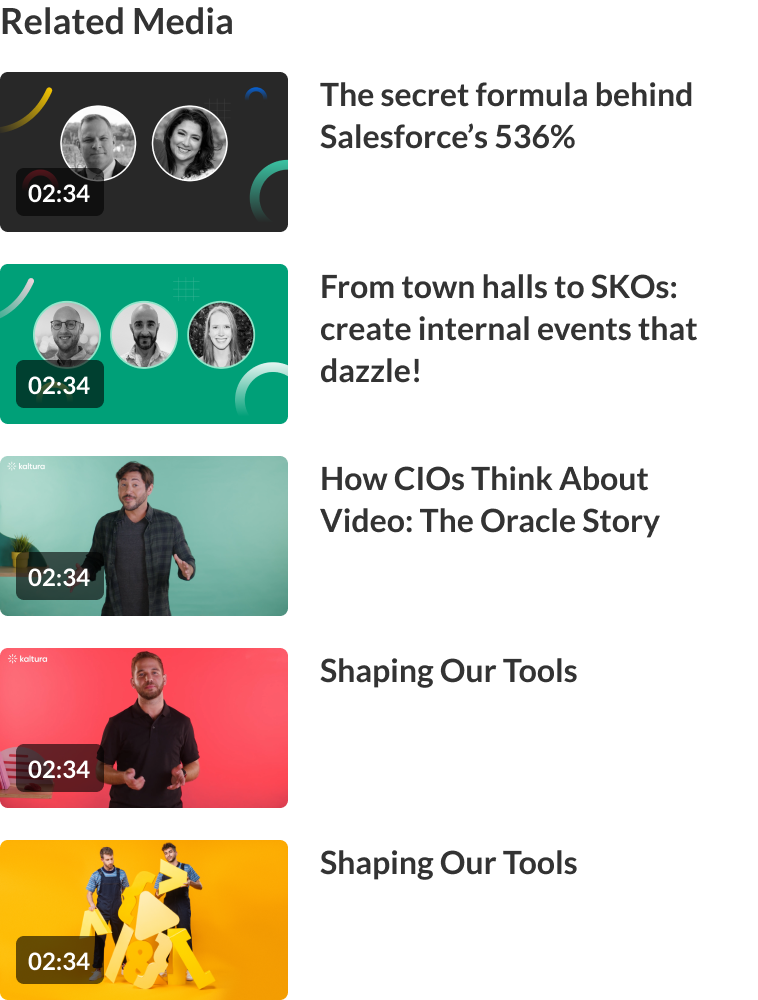 Related Media
The secret formula behind
Salesforce’s 536%
02:34
From town halls to SKOs:
create internal events that
dazzle!
02:34
kaltura
How CIOs Think About
Video: The Oracle Story
02:34
kaltura
Shaping Our Tools
02:34
Shaping Our Tools
02:34